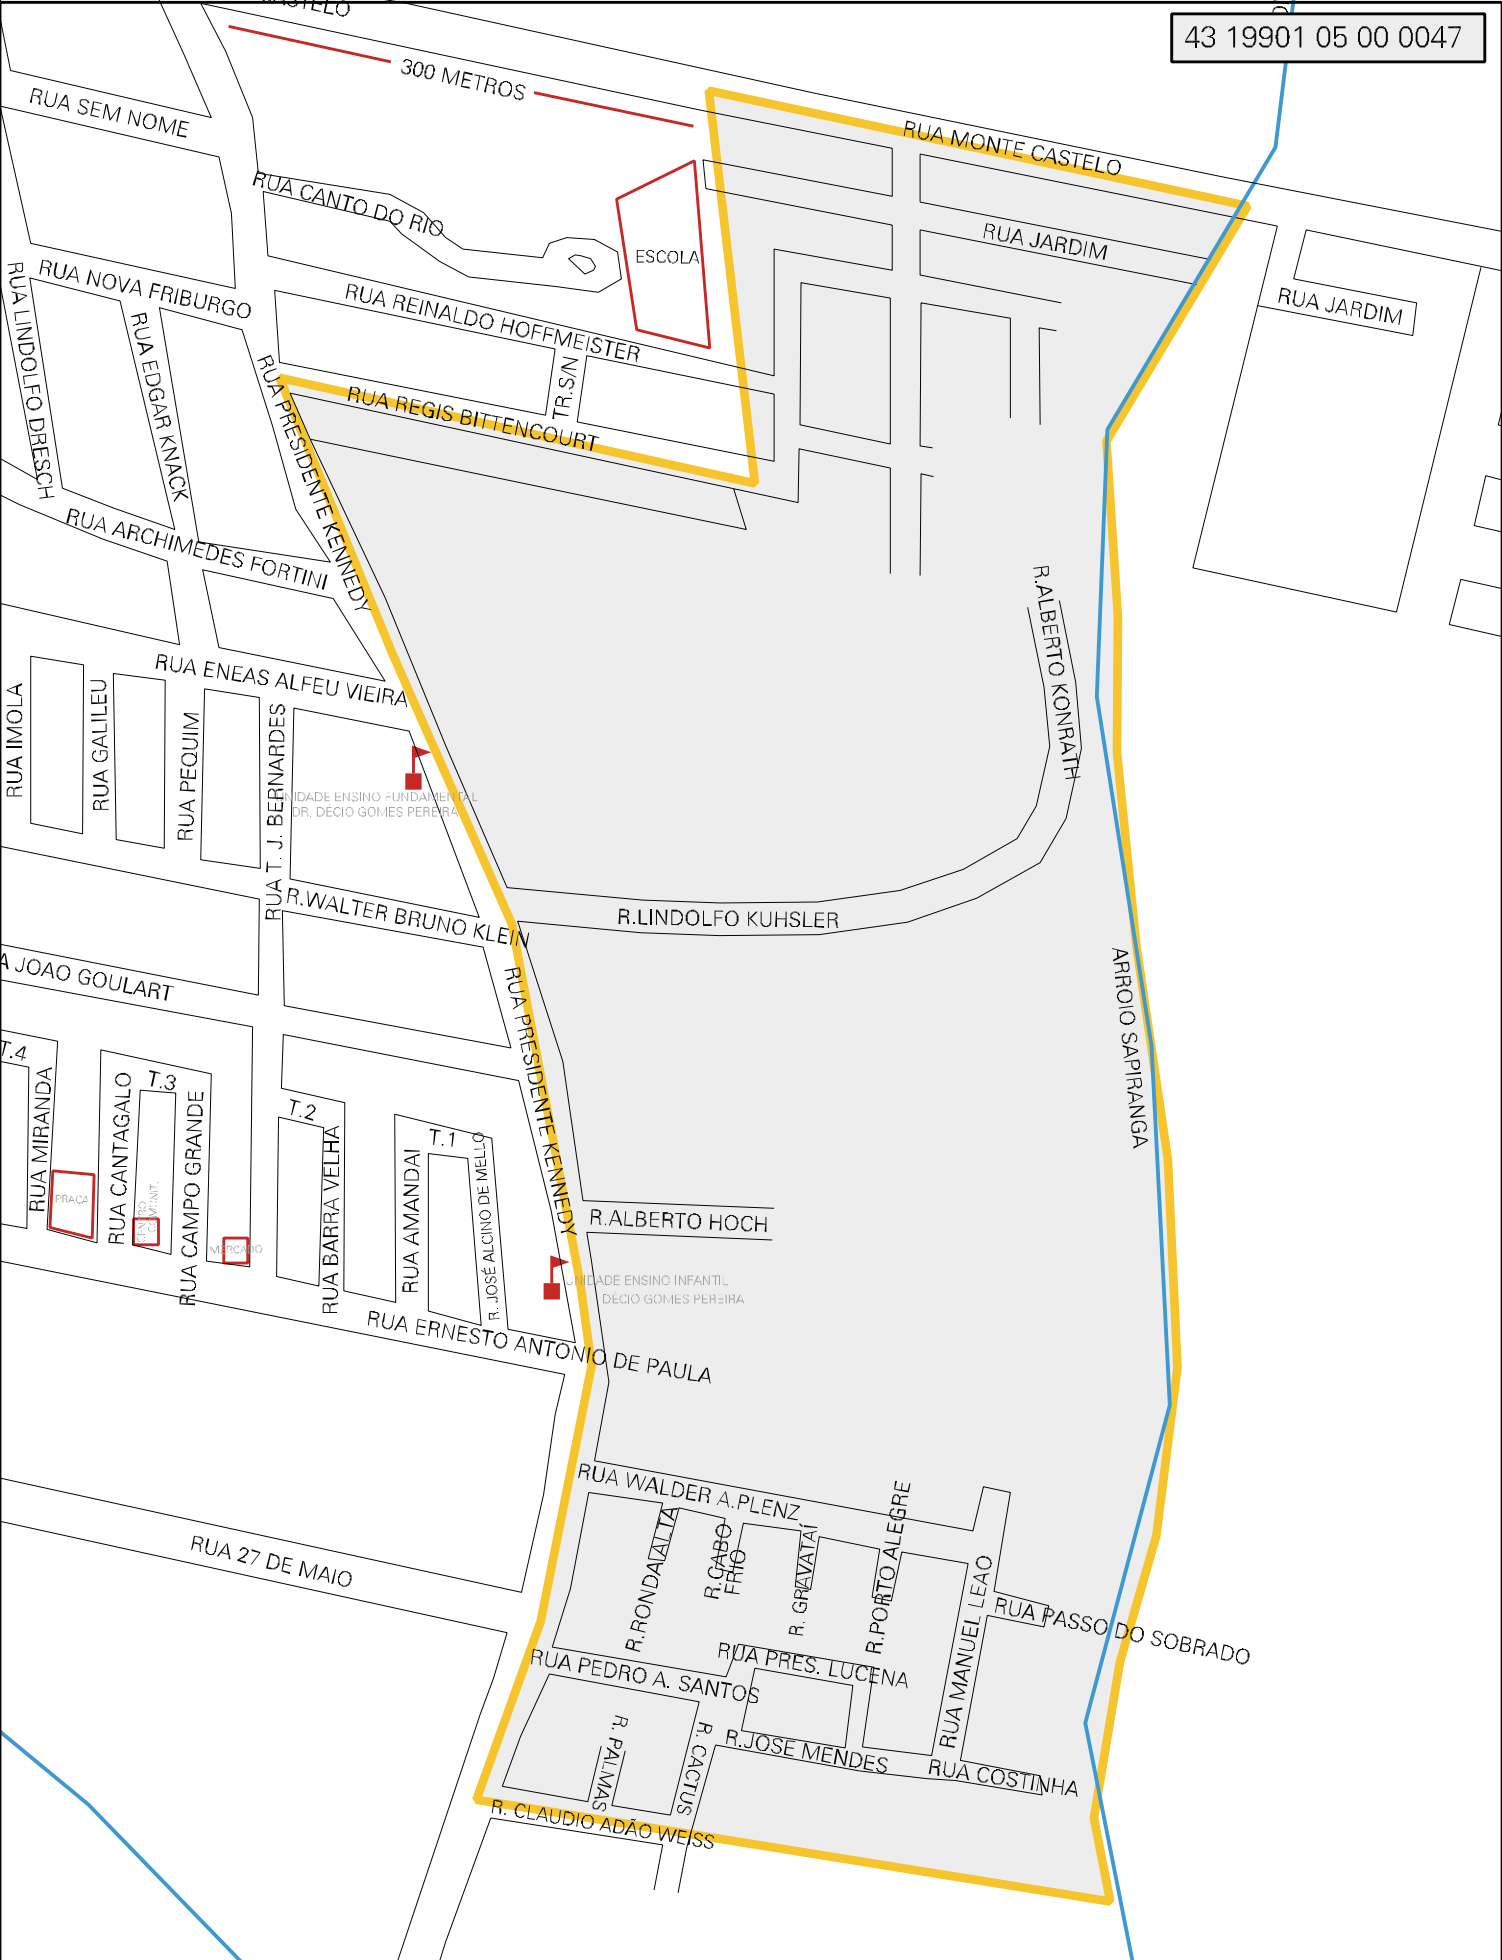 43 19901 05 00 0047
300 METROS
RUA SEM NOME
RUA MONTE CASTELO
RUA CANTO DO RIO
ESCOLA
RUA JARDIM
RUA JARDIM
RUA NOVA FRIBURGO
RUA LINDOLFO DRESCH
RUA EDGAR KNACK
RUA REINALDO HOFFMEISTER
TR.S/N
RUA PRESIDENTE KENNEDY
RUA REGIS BITTENCOURT
RUA ARCHIMEDES FORTINI
R.ALBERTO KONRATH
RUA ENEAS ALFEU VIEIRA
RUA IMOLA
RUA GALILEU
RUA PEQUIM
RUA T. J. BERNARDES
UNIDADE ENSINO FUNDAMENTAL
DR. DÉCIO GOMES PEREIRA
R.WALTER BRUNO KLEIN
R.LINDOLFO KUHSLER
JOAO GOULART
RUA PRESIDENTE KENNEDY
ARROIO SAPIRANGA
T.4
T.3
T.2
T.1
RUA MIRANDA
PRAÇA
RUA CANTAGALO
CENTRO
COMUNIT.
RUA CAMPO GRANDE
MERCADO
RUA BARRA VELHA
RUA AMANDAI
R. JOSÉ ALCINO DE MELLO
R.ALBERTO HOCH
UNIDADE ENSINO INFANTIL
DÉCIO GOMES PEREIRA
RUA ERNESTO ANTONIO DE PAULA
RUA WALDER A.PLENZ
RUA 27 DE MAIO
R.RONDA ALTA
R.CABO
FRIO
R. GRAVATAÍ
R.PORTO ALEGRE
RUA MANUEL LEAO
RUA PASSO DO SOBRADO
RUA PEDRO A. SANTOS
RUA PRES. LUCENA
R. PALMAS
R. CACTUS
R.JOSE MENDES
RUA COSTINHA
R. CLAUDIO ADÃO WEISS